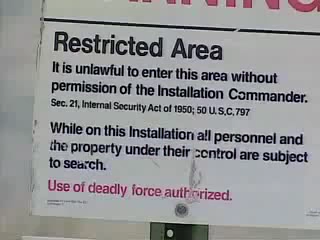 WARNING
Restricted Area
It is unlawful to enter this area without
permission of the Installation Commander.
Sec. 21, Internal Security Act of 1950; 50 U.S.C. 797
While on this Installation all personnel and
the property under their control are subject
to search.
Use of deadly force authorized.